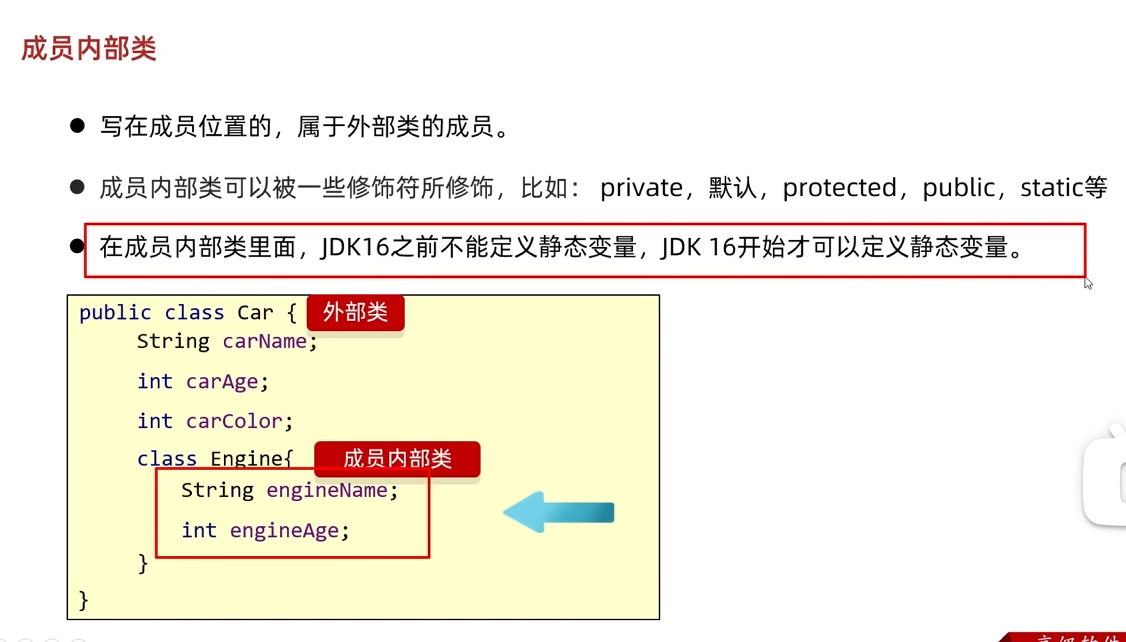 成员内部类
● 写在成员位置的，属于外部类的成员。
● 成员内部类可以被一些修饰符所修饰，比如： private，默认，protected，public，static等
● 在成员内部类里面，JDK16之前不能定义静态变量，JDK 16开始才可以定义静态变量。
public class Car { 外部类
String carName;
int carAge;
int carColor;
class Engine{ 成员内部类
String engineName;
int engineAge;
}
}